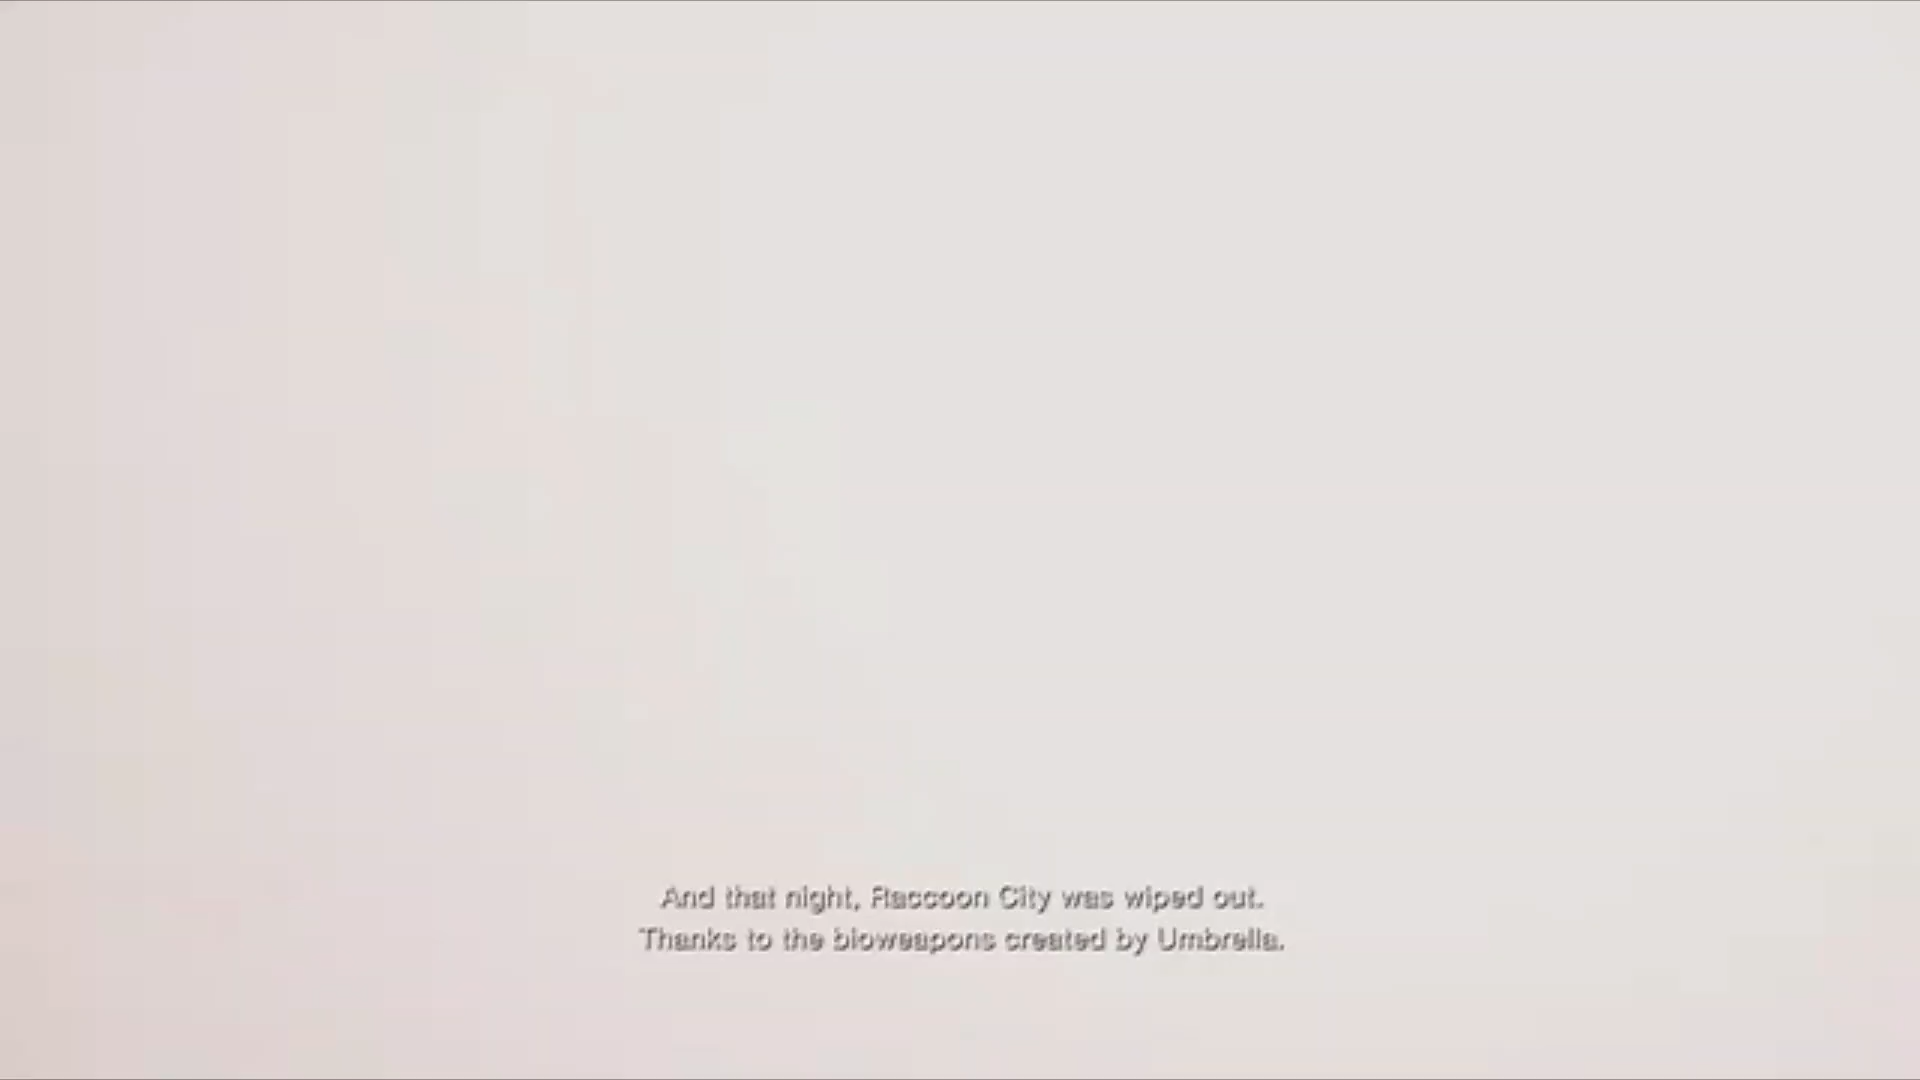 And that night, Raccoon City was wiped out.
Thanks to the bioweapons created by Umbrella.